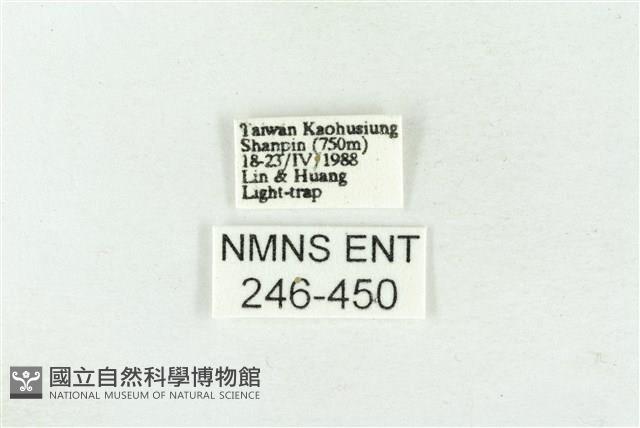 Taiwan Kaohusiung
Shanpin (750m)
18-23/IV/1988
Lin & Huang
Light-trap
NMNS ENT
246-450
國立自然科學博物館
NATIONAL MUSEUM OF NATURAL SCIENCE